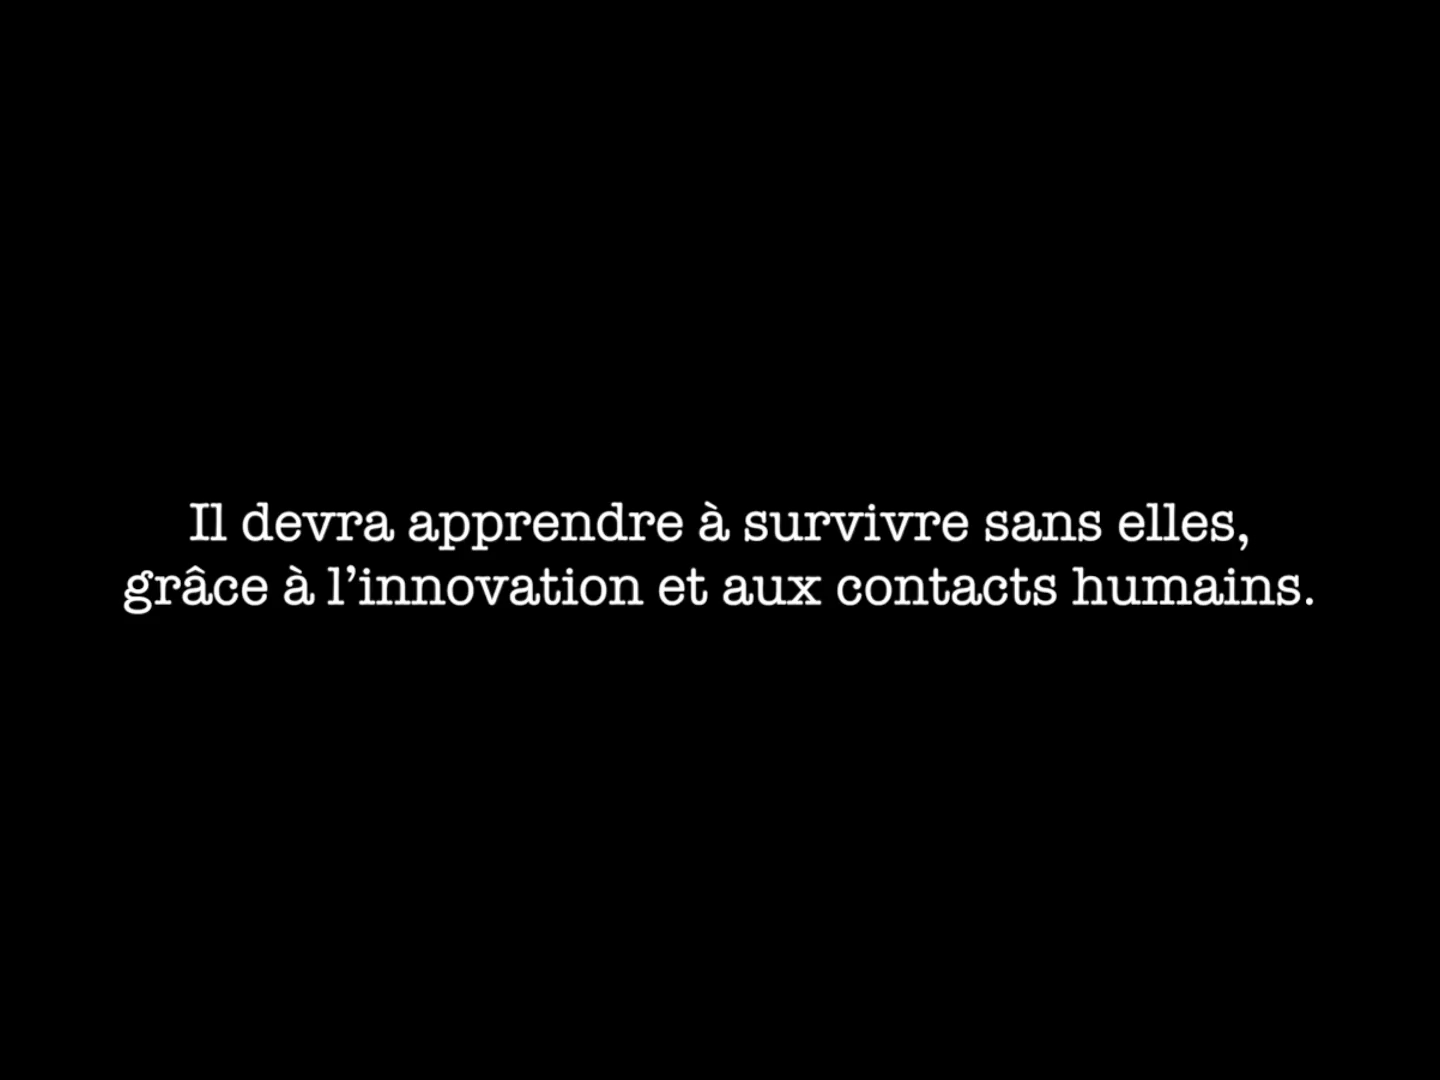 Il devra apprendre à survivre sans elles,
grâce à l’innovation et aux contacts humains.